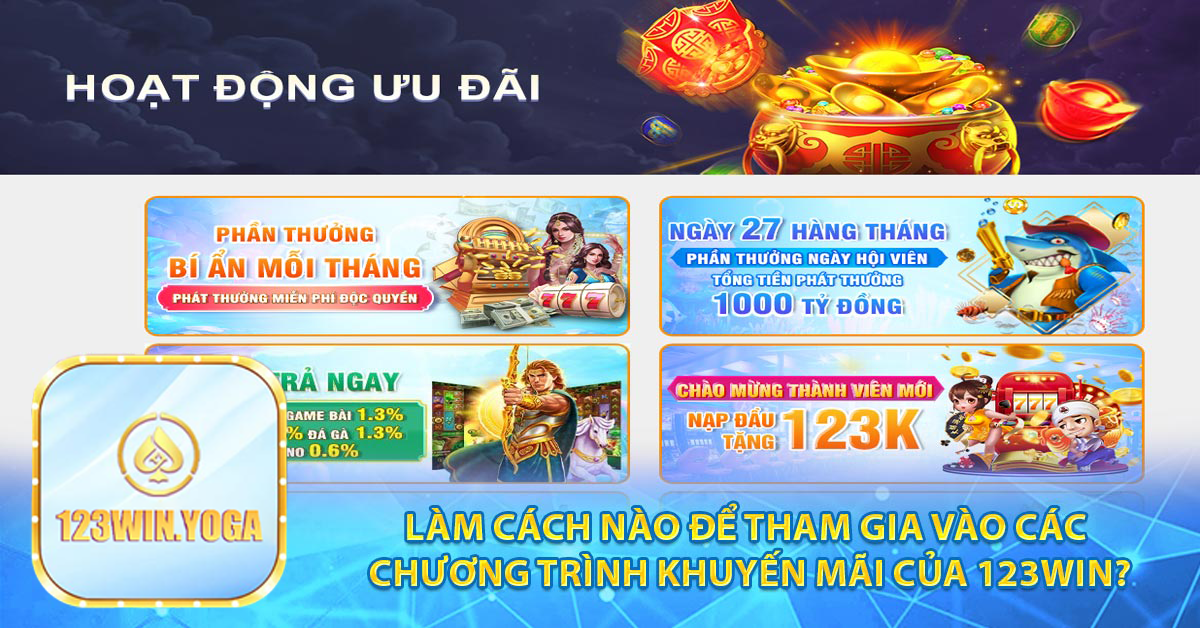 HOẠT ĐỘNG ƯU ĐÃI
PHẦN THƯỞNG
BÍ ẨN MỖI THÁNG
PHÁT THƯỞNG MIỄN PHÍ ĐỘC QUYỀN
777
NGÀY 27 HÀNG THÁNG
PHẦN THƯỞNG NGÀY HỘI VIÊN
TỔNG TIỀN PHÁT THƯỞNG
1000 TỶ ĐỒNG
TRẢ NGAY
GAME BÀI 1.3%
% ĐÁ GÀ 1.3%
NO 0.6%
CHÀO MỪNG THÀNH VIÊN MỚI
NẠP ĐẦU
TẶNG 123K
777
123WIN.YOGA
LÀM CÁCH NÀO ĐỂ THAM GIA VÀO CÁC
CHƯƠNG TRÌNH KHUYẾN MÃI CỦA 123WIN?